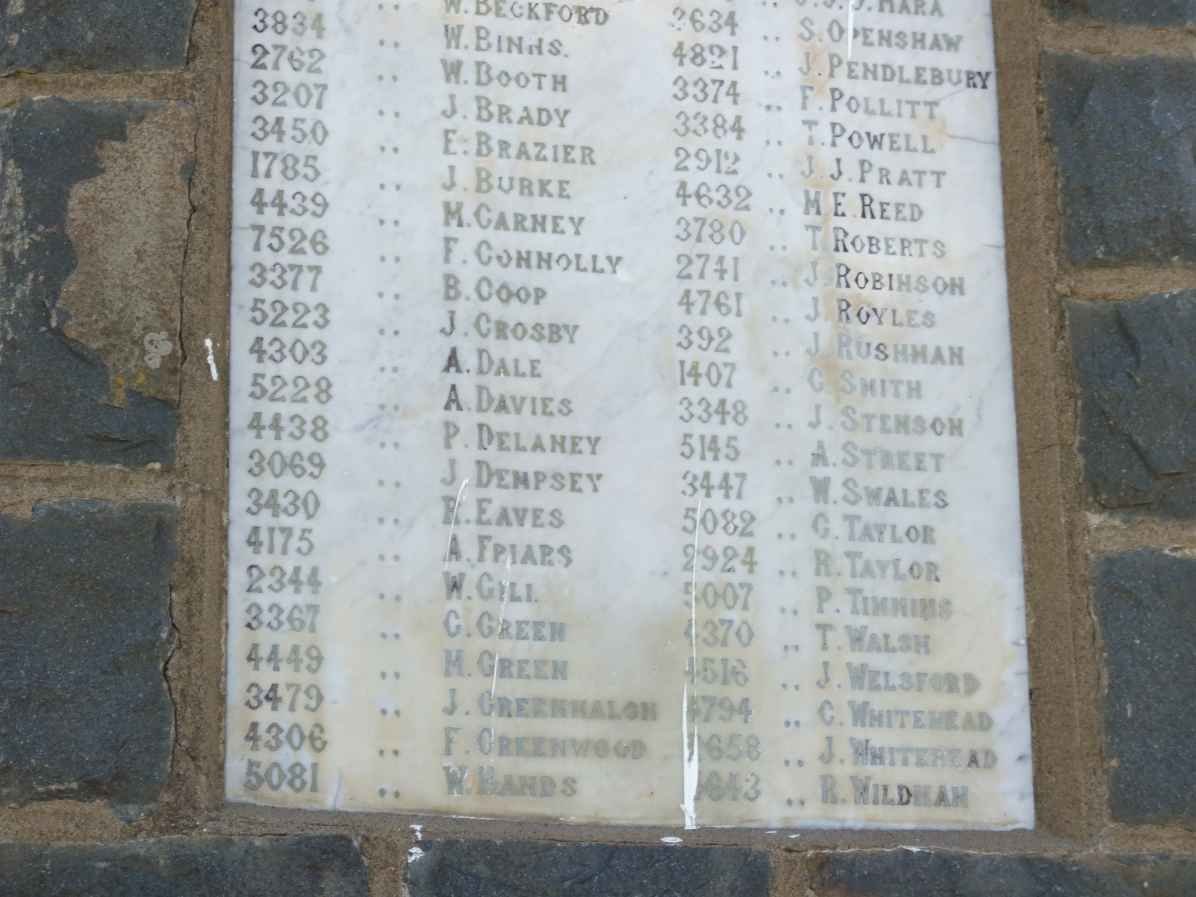 W. BECKFORD 2634 .. S. OPENSHAW
3834 .. W. BINNS. 4821 .. J. PENDLEBURY
2762 .. W. BOOTH 3374 .. F. POLLITT
3207 .. J. BRADY 3384 .. T. POWELL
3450 .. E. BRAZIER 2912 .. J. J. PRATT
1785 .. J. BURKE 4632 .. M. E. REED
4439 .. M. CARNEY 3780 .. T. ROBERTS
7526 .. F. CONNOLLY 2741 .. J. ROBINSON
3377 .. B. COOP 4761 .. J. ROYLES
5223 .. J. CROSBY 392 .. J. RUSHMAN
4303 .. A. DALE 1407 .. G. SMITH
5228 .. A. DAVIES 3348 .. J. STENSON
4438 .. P. DELANEY 5145 .. A. STREET
3069 .. J. DEMPSEY 3447 .. W. SWALES
3430 .. R. EAVES 5082 .. G. TAYLOR
4175 .. A. FRIARS 2924 .. R. TAYLOR
2344 .. W. GILL 5007 .. P. TIMMINS
3367 .. G. GREEN 4370 .. T. WALSH
4449 .. M. GREEN 4516 .. J. WELSFORD
3479 .. J. GREENHALGH 4794 .. C. WHITEHEAD
4306 .. F. GREENWOOD .. J. WHITEHEAD
5081 .. W. HANDS .. R. WILDMAN